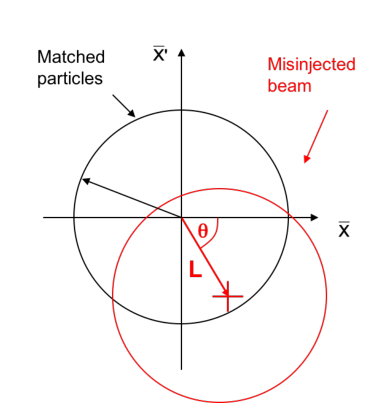 Matched
particles
x̅'
Misinjected
beam
θ
x̅
L